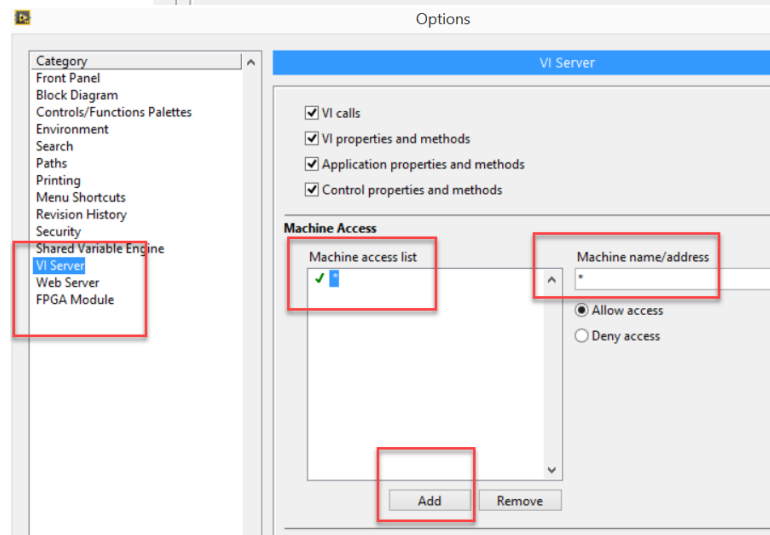 Options
Category
Front Panel
Block Diagram
Controls/Functions Palettes
Environment
Search
Paths
Printing
Menu Shortcuts
Revision History
Security
Shared Variable Engine
VI Server
Web Server
FPGA Module
VI Server
VI calls
VI properties and methods
Application properties and methods
Control properties and methods
Machine Access
Machine access list
*
Machine name/address
*
Allow access
Deny access
Add
Remove